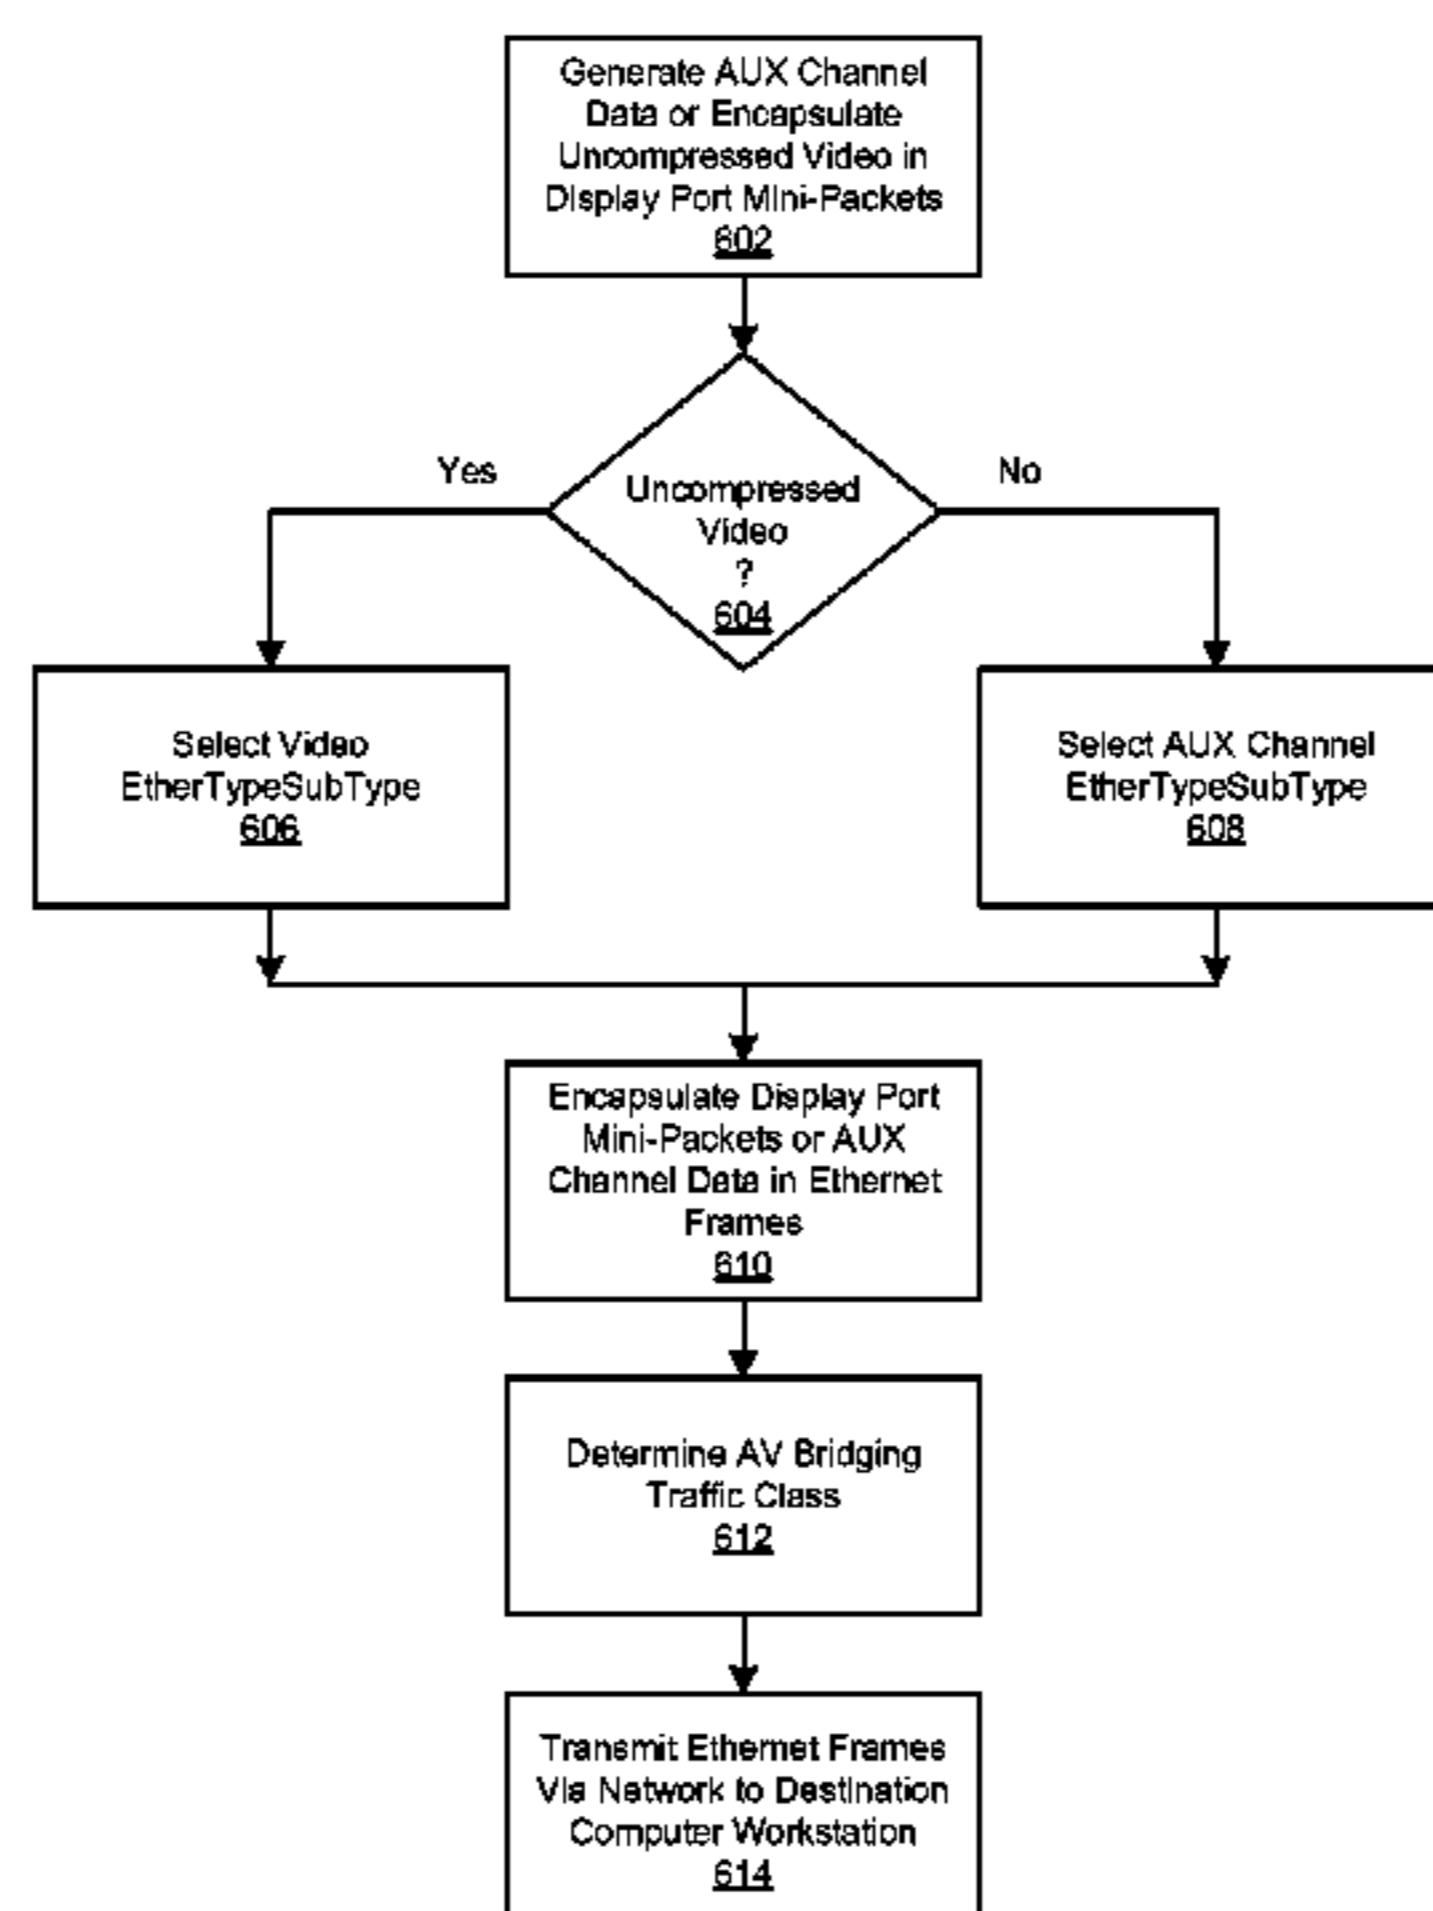 Generate AUX Channel
Data or Encapsulate
Uncompressed Video in
Display Port Mini-Packets
602
Yes
No
Uncompressed
Video
?
604
Select Video
EtherTypeSubType
606
Select AUX Channel
EtherTypeSubType
608
Encapsulate Display Port
Mini-Packets or AUX
Channel Data in Ethernet
Frames
610
Determine AV Bridging
Traffic Class
612
Transmit Ethernet Frames
Via Network to Destination
Computer Workstation
614